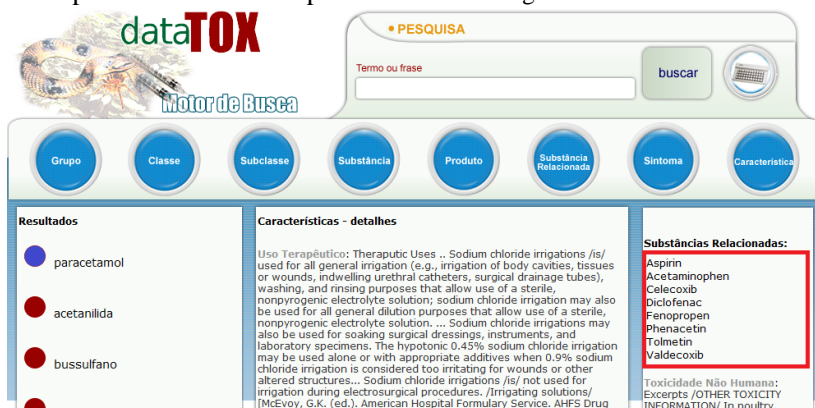 dataTOX
Motor de Busca
• PESQUISA
Termo ou frase
buscar
Grupo
Classe
Subclasse
Substância
Produto
Substância
Relacionada
Sintoma
Característica
Resultados
paracetamol
acetanilida
bussulfano
Características - detalhes
Uso Terapêutico: Theraputic Uses .. Sodium chloride irrigations /is/
used for all general irrigation (e.g., irrigation of body cavities, tissues
or wounds, indwelling urethral catheters, surgical drainage tubes),
washing, and rinsing purposes that allow use of a sterile,
nonpyrogenic electrolyte solution; sodium chloride irrigation may also
be used for all general dilution purposes that allow use of a sterile,
nonpyrogenic electrolyte solution. ... Sodium chloride irrigations may
also be used for soaking surgical dressings, instruments, and
laboratory specimens. The hypotonic 0.45% sodium chloride irrigation
may be used alone or with appropriate additives when 0.9% sodium
chloride irrigation is considered too irritating for wounds or other
altered structures... Sodium chloride irrigations /is/ not used for
irrigation during electrosurgical procedures. /Irrigating solutions/
[McEvoy, G.K. (ed.). American Hospital Formulary Service. AHFS Drug
Substâncias Relacionadas:
Aspirin
Acetaminophen
Celecoxib
Diclofenac
Fenopropen
Phenacetin
Tolmetin
Valdecoxib
Toxicidade Não Humana:
Excerpts /OTHER TOXICITY
INFORMATION/ In poultry